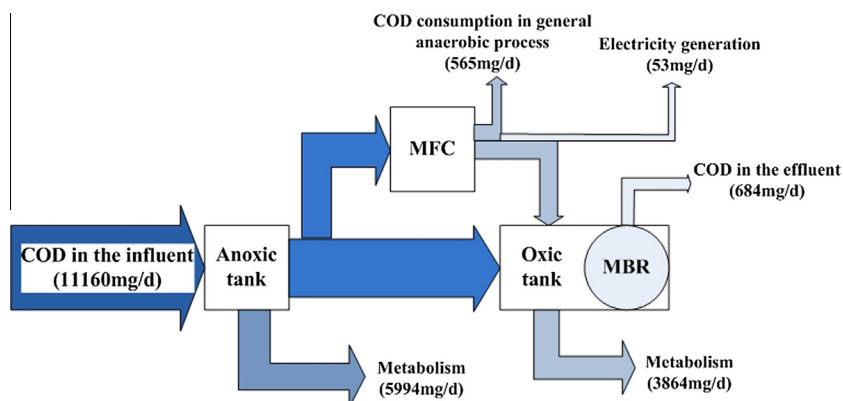 COD consumption in general
anaerobic process
(565mg/d)
Electricity generation
(53mg/d)
MFC
COD in the effluent
(684mg/d)
COD in the influent
(11160mg/d)
Anoxic
tank
Oxic
tank
MBR
Metabolism
(5994mg/d)
Metabolism
(3864mg/d)